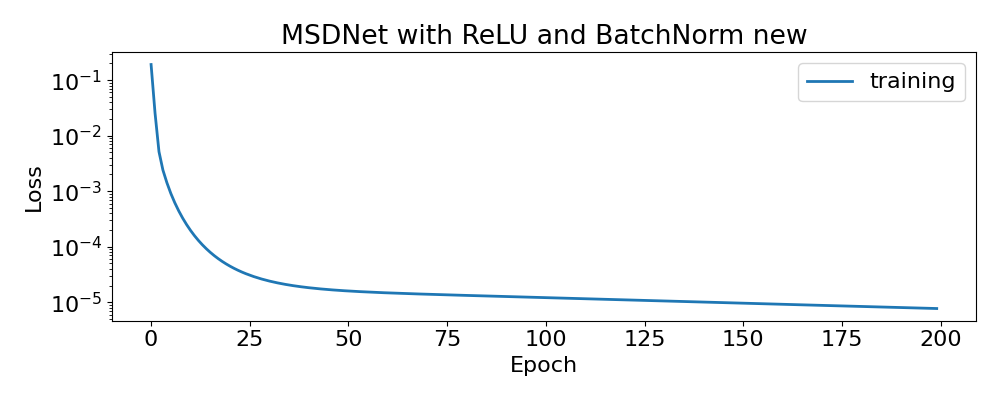 MSDNet with ReLU and BatchNorm new
training
Loss
10⁻¹
10⁻²
10⁻³
10⁻⁴
10⁻⁵
0 25 50 75 100 125 150 175 200
Epoch